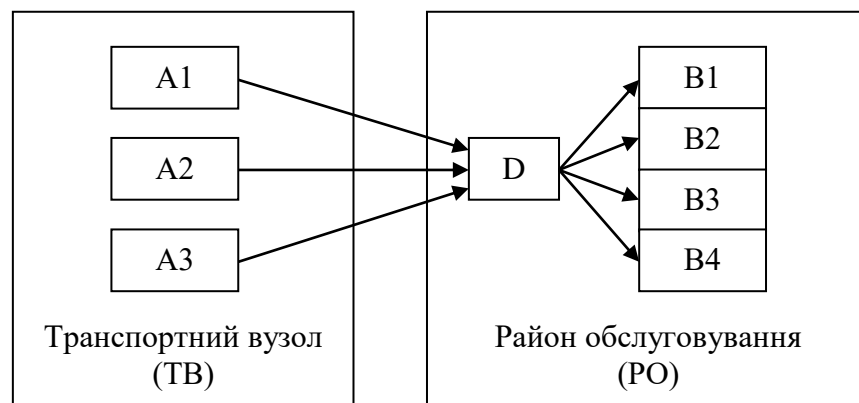 A1
A2
A3
D
B1
B2
B3
B4
Транспортний вузол
(ТВ)
Район обслуговування
(РО)